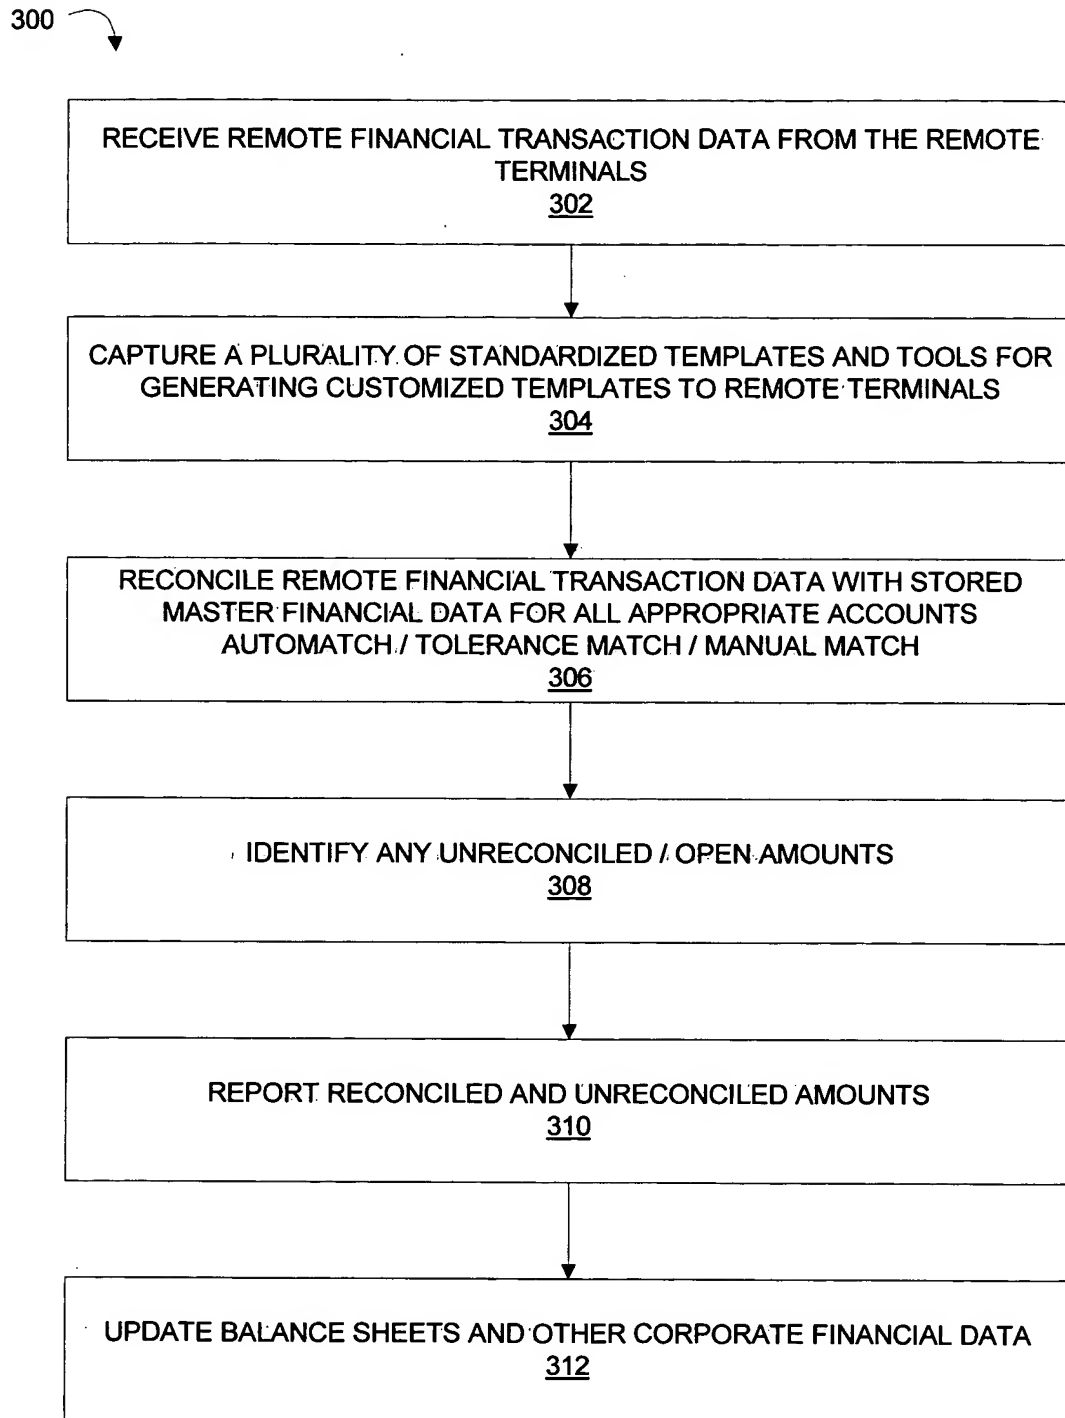 300
RECEIVE REMOTE FINANCIAL TRANSACTION DATA FROM THE REMOTE
TERMINALS
302
CAPTURE A PLURALITY OF STANDARDIZED TEMPLATES AND TOOLS FOR
GENERATING CUSTOMIZED TEMPLATES TO REMOTE TERMINALS
304
RECONCILE REMOTE FINANCIAL TRANSACTION DATA WITH STORED
MASTER FINANCIAL DATA FOR ALL APPROPRIATE ACCOUNTS
AUTOMATCH / TOLERANCE MATCH / MANUAL MATCH
306
IDENTIFY ANY UNRECONCILED / OPEN AMOUNTS
308
REPORT RECONCILED AND UNRECONCILED AMOUNTS
310
UPDATE BALANCE SHEETS AND OTHER CORPORATE FINANCIAL DATA
312